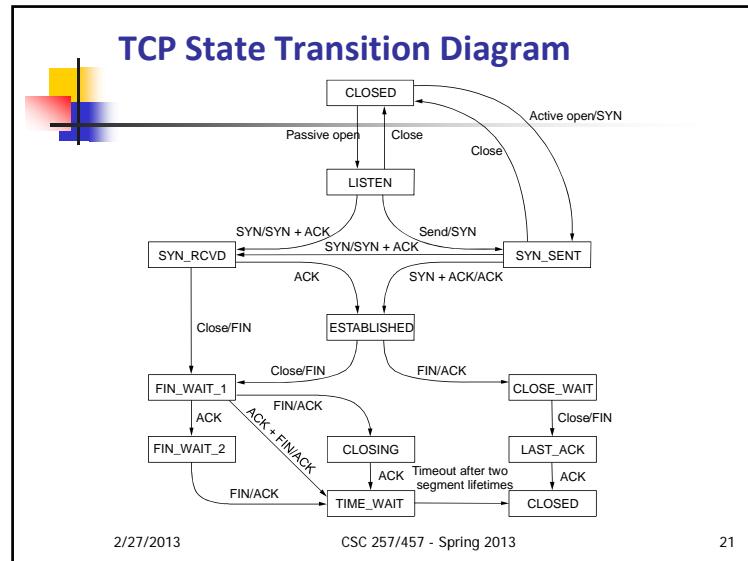 TCP State Transition Diagram
CLOSED
Active open/SYN
Passive open
Close
Close
LISTEN
SYN/SYN + ACK
Send/SYN
SYN/SYN + ACK
SYN_RCVD
SYN_SENT
ACK
SYN + ACK/ACK
Close/FIN
ESTABLISHED
Close/FIN
FIN/ACK
FIN_WAIT_1
CLOSE_WAIT
FIN/ACK
ACK
ACK + FIN/ACK
Close/FIN
FIN_WAIT_2
CLOSING
LAST_ACK
ACK
Timeout after two
segment lifetimes
ACK
FIN/ACK
TIME_WAIT
CLOSED
2/27/2013
CSC 257/457 - Spring 2013
21